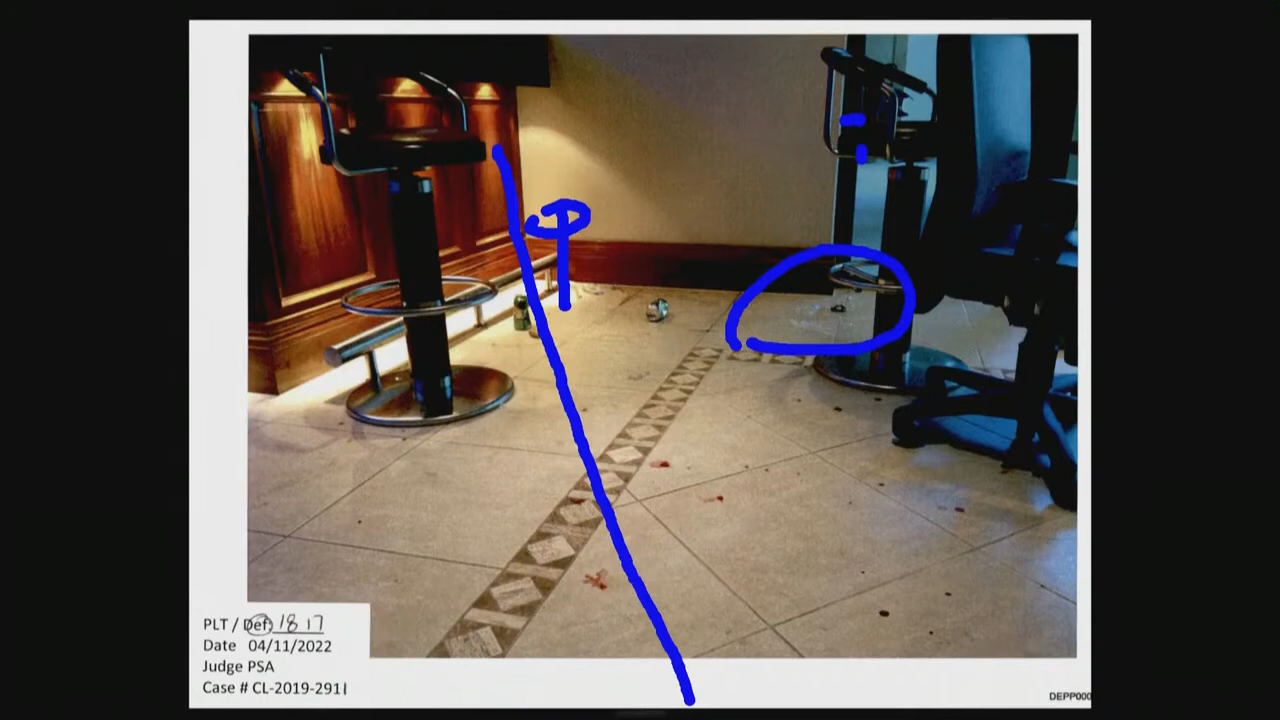 PLT / Def. 1817
Date 04/11/2022
Judge PSA
Case # CL-2019-2911
DEPP000